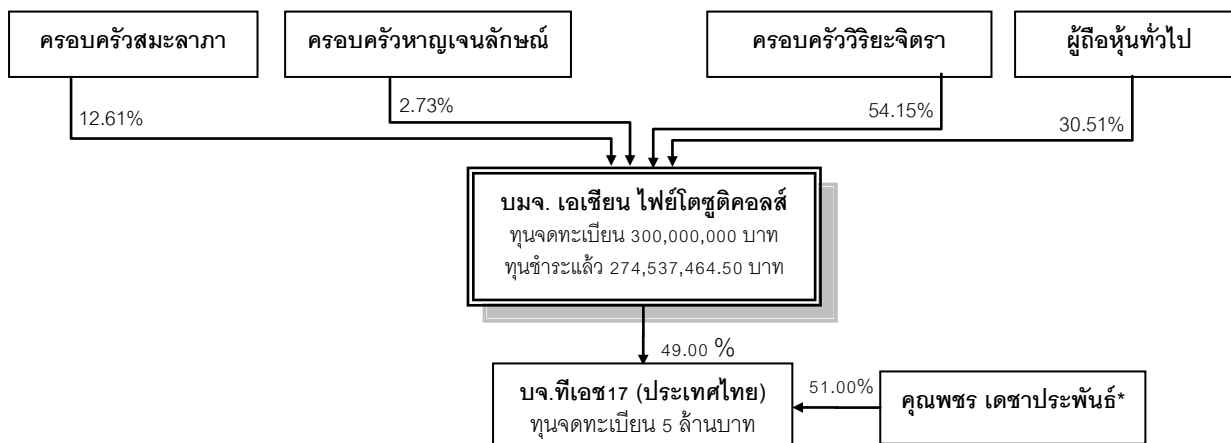 ครอบครัวสมะลาภา
ครอบครัวหาญเจนลักษณ์
ครอบครัววิริยะจิตรา
ผู้ถือหุ้นทั่วไป
12.61%
2.73%
54.15%
30.51%
บมจ. เอเชียน ไฟย์โตซูติคอลส์
ทุนจดทะเบียน 300,000,000 บาท
ทุนชำระแล้ว 274,537,464.50 บาท
49.00 %
บจ.ทีเอช17 (ประเทศไทย)
ทุนจดทะเบียน 5 ล้านบาท
51.00%
คุณพชร เดชาประพันธ์*